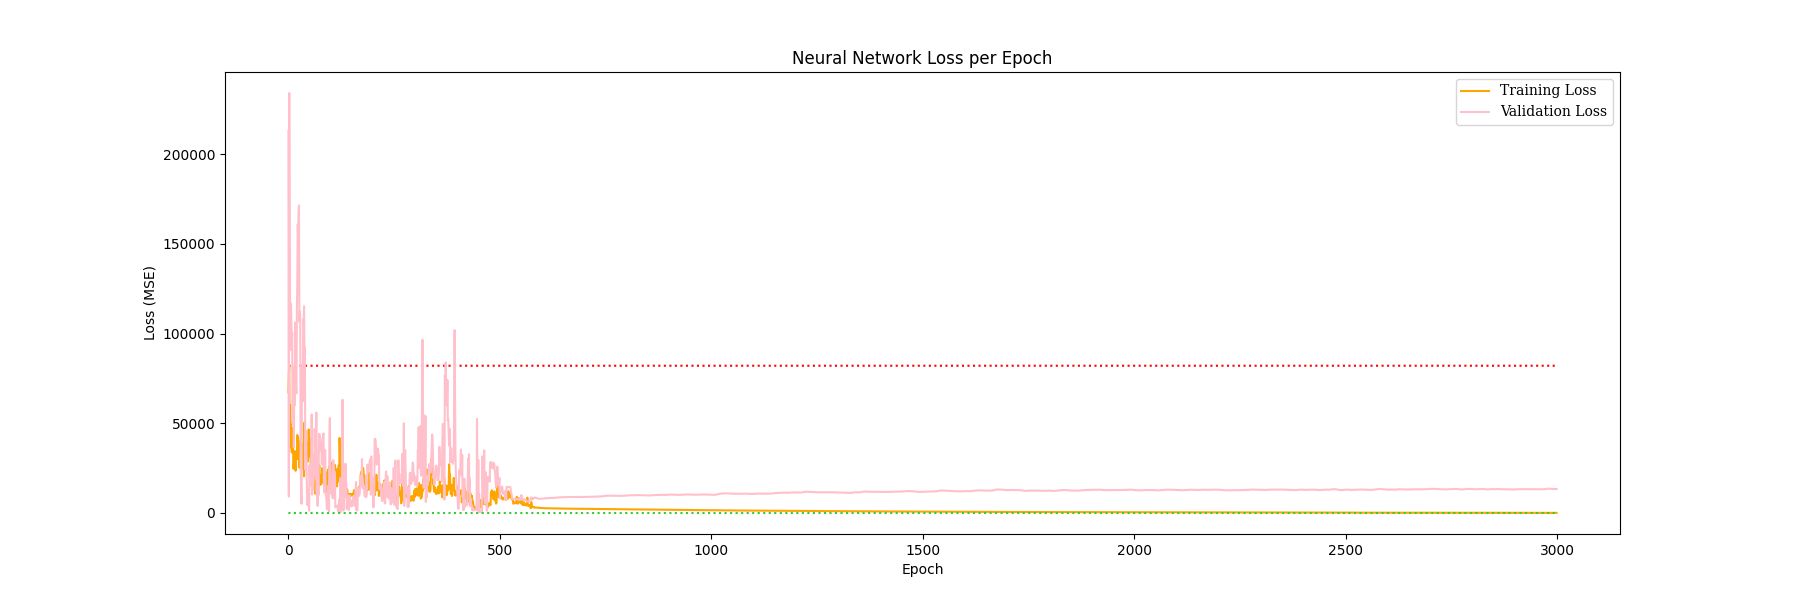 Neural Network Loss per Epoch
Training Loss
Validation Loss
200000
150000
100000
50000
0
Loss (MSE)
0 500 1000 1500 2000 2500 3000
Epoch